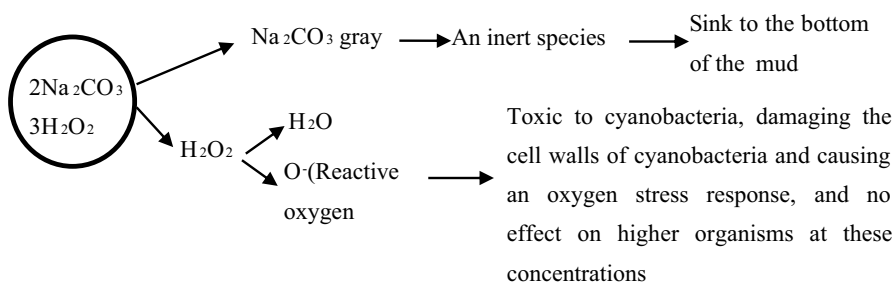 2Na₂CO₃
3H₂O₂
Na₂CO₃ gray
An inert species
Sink to the bottom
of the mud
H₂O₂
H₂O
O⁻(Reactive
oxygen
Toxic to cyanobacteria, damaging the
cell walls of cyanobacteria and causing
an oxygen stress response, and no
effect on higher organisms at these
concentrations